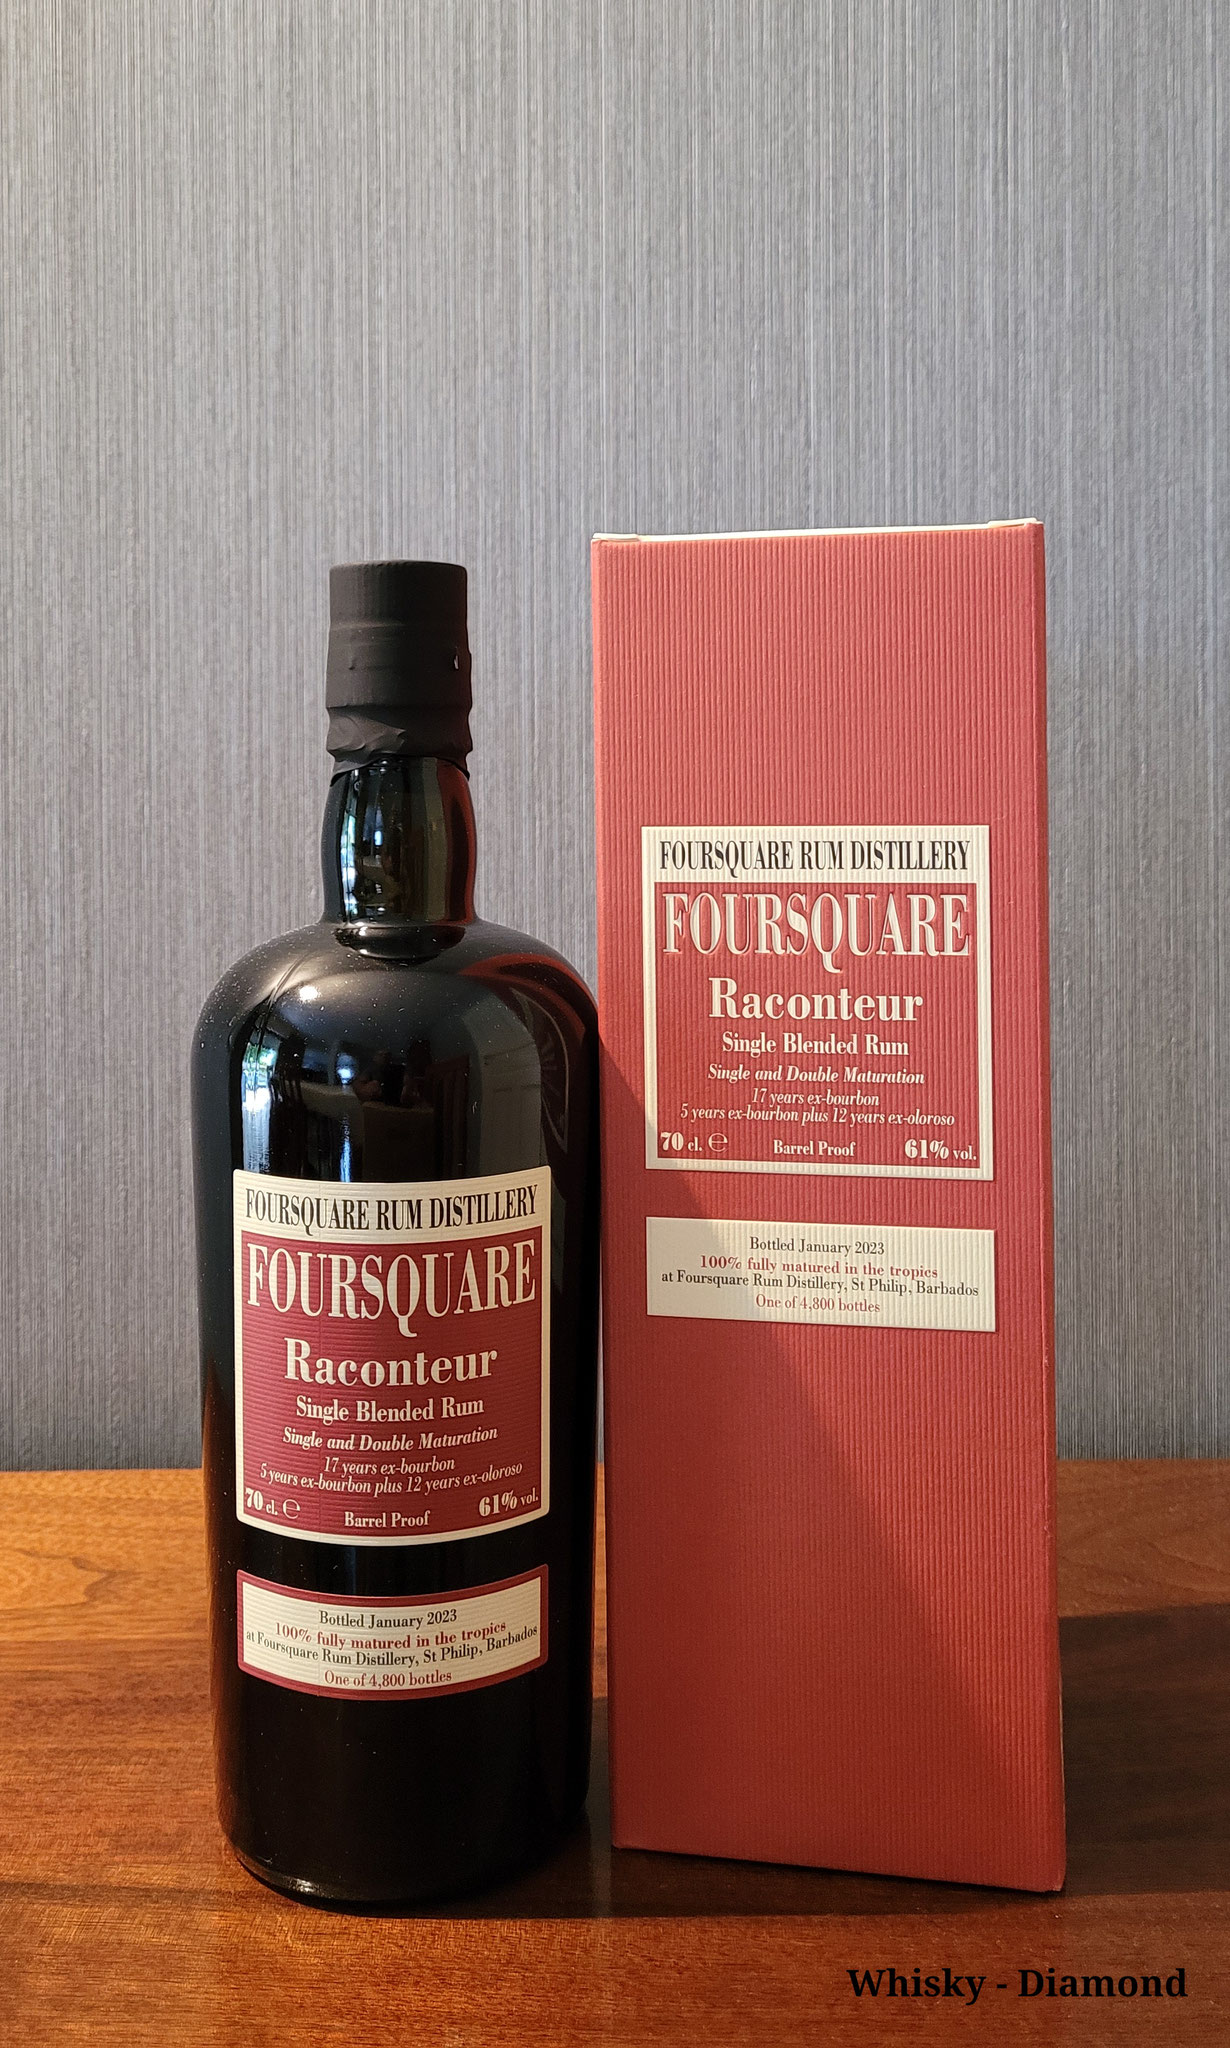 FOURSQUARE RUM DISTILLERY
FOURSQUARE
Raconteur
Single Blended Rum
Single and Double Maturation
17 years ex-bourbon
5 years ex-bourbon plus 12 years ex-oloroso
70 cl. ℮ Barrel Proof 61% vol.
Bottled January 2023
100% fully matured in the tropics
at Foursquare Rum Distillery, St Philip, Barbados
One of 4,800 bottles
FOURSQUARE RUM DISTILLERY
FOURSQUARE
Raconteur
Single Blended Rum
Single and Double Maturation
17 years ex-bourbon
5 years ex-bourbon plus 12 years ex-oloroso
70 cl. ℮ Barrel Proof 61% vol.
Bottled January 2023
100% fully matured in the tropics
at Foursquare Rum Distillery, St Philip, Barbados
One of 4,800 bottles
Whisky - Diamond